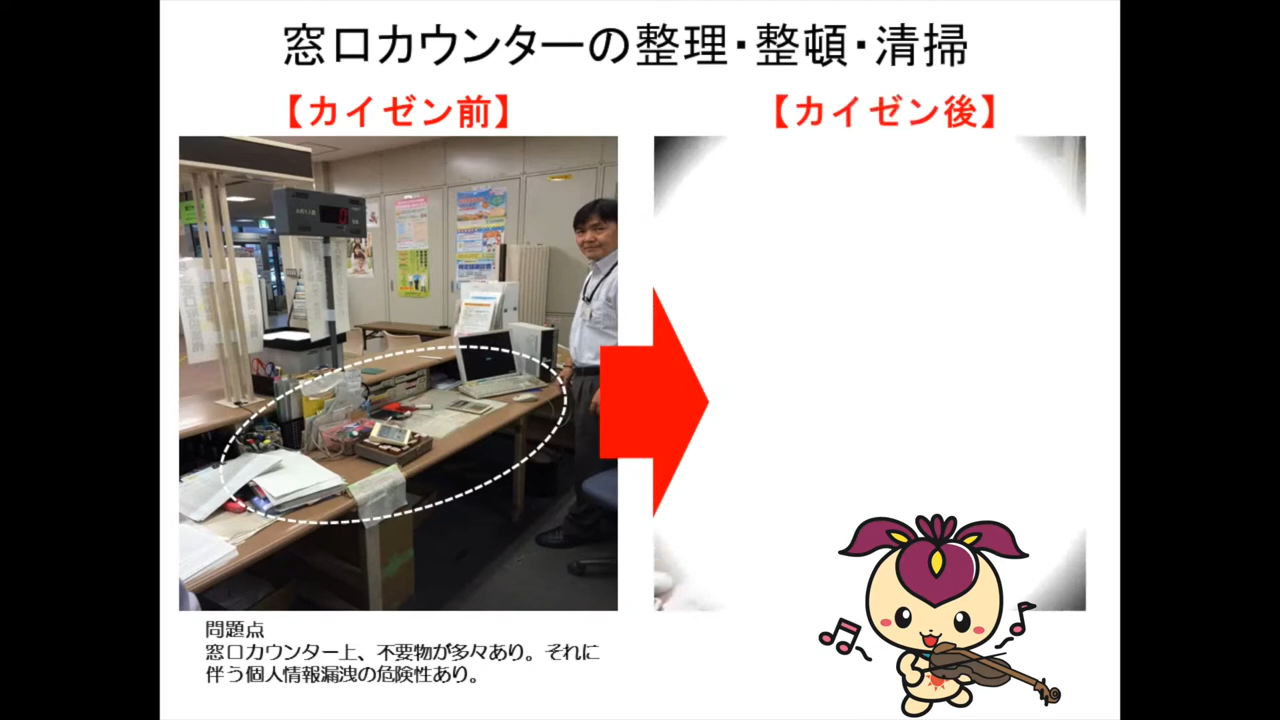 窓口カウンターの整理・整頓・清掃
【カイゼン前】
【カイゼン後】
問題点
窓口カウンター上、不要物が多々あり。それに
伴う個人情報漏洩の危険性あり。